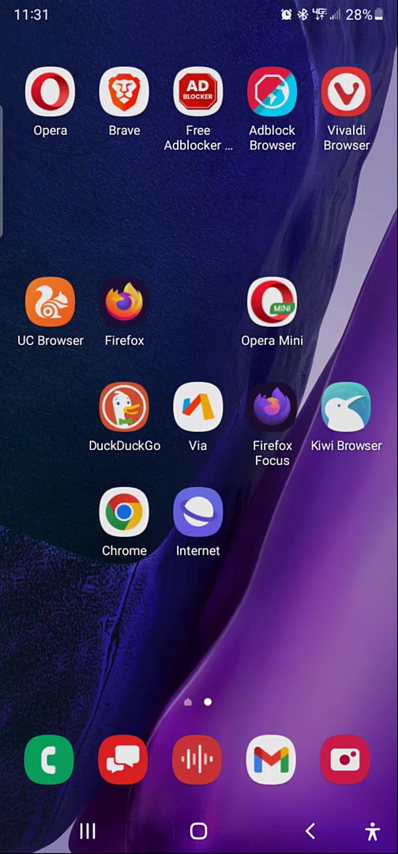 11:31
4GE 28%
Opera
Brave
Free
Adblocker ...
Adblock
Browser
Vivaldi
Browser
AD
BLOCKER
UC Browser
Firefox
MINI
Opera Mini
DuckDuckGo
Via
Firefox
Focus
Kiwi Browser
Chrome
Internet